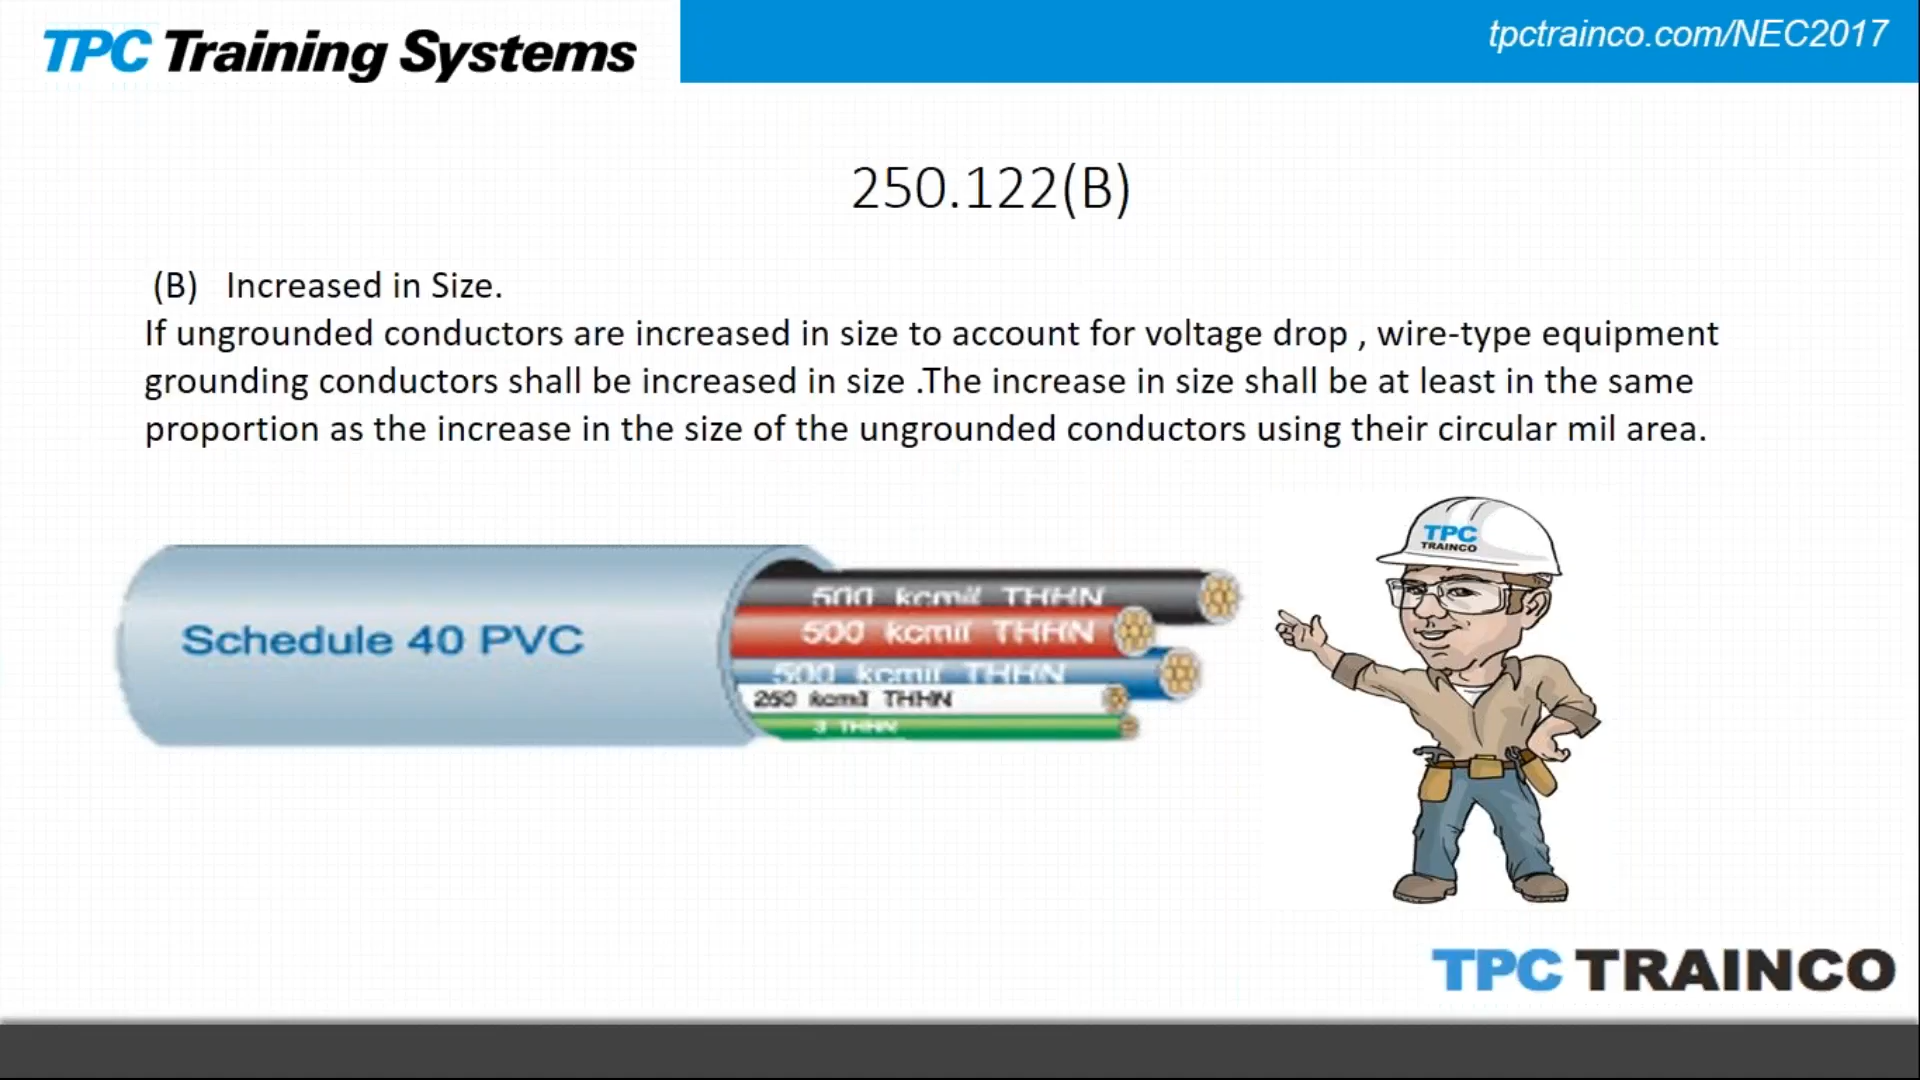 TPC Training Systems
tpctrainco.com/NEC2017
250.122(B)
(B) Increased in Size.
If ungrounded conductors are increased in size to account for voltage drop , wire-type equipment
grounding conductors shall be increased in size .The increase in size shall be at least in the same
proportion as the increase in the size of the ungrounded conductors using their circular mil area.
Schedule 40 PVC
500 kcmil THHN
500 kcmil THHN
500 kcmil THHN
250 kcmil THHN
3 THHN
TPC
TRAINCO
TPC TRAINCO